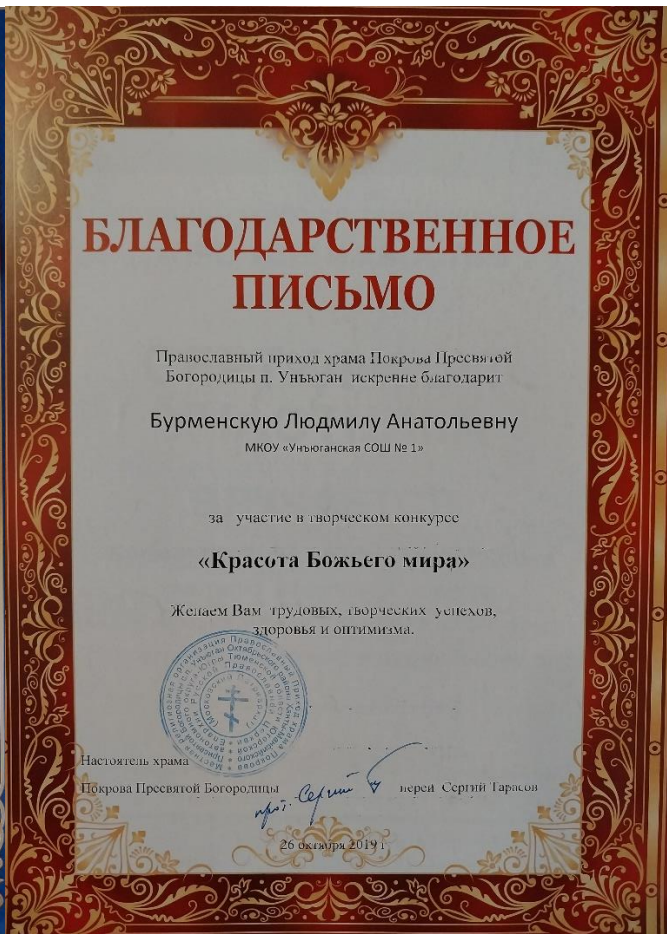 БЛАГОДАРСТВЕННОЕ
ПИСЬМО
Православный приход храма Покрова Пресвятой
Богородицы п. Унъюган искренне благодарит
Бурменскую Людмилу Анатольевну
МКОУ «Унъюганская СОШ № 1»
за участие в творческом конкурсе
«Красота Божьего мира»
Желаем Вам трудовых, творческих успехов,
здоровья и оптимизма.
Настоятель храма
Покрова Пресвятой Богородицы прот. Сергий иерей Сергий Тарасов
26 октября 2019 г